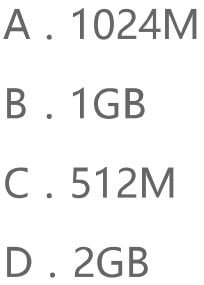 A . 1024M
B . 1GB
C . 512M
D . 2GB